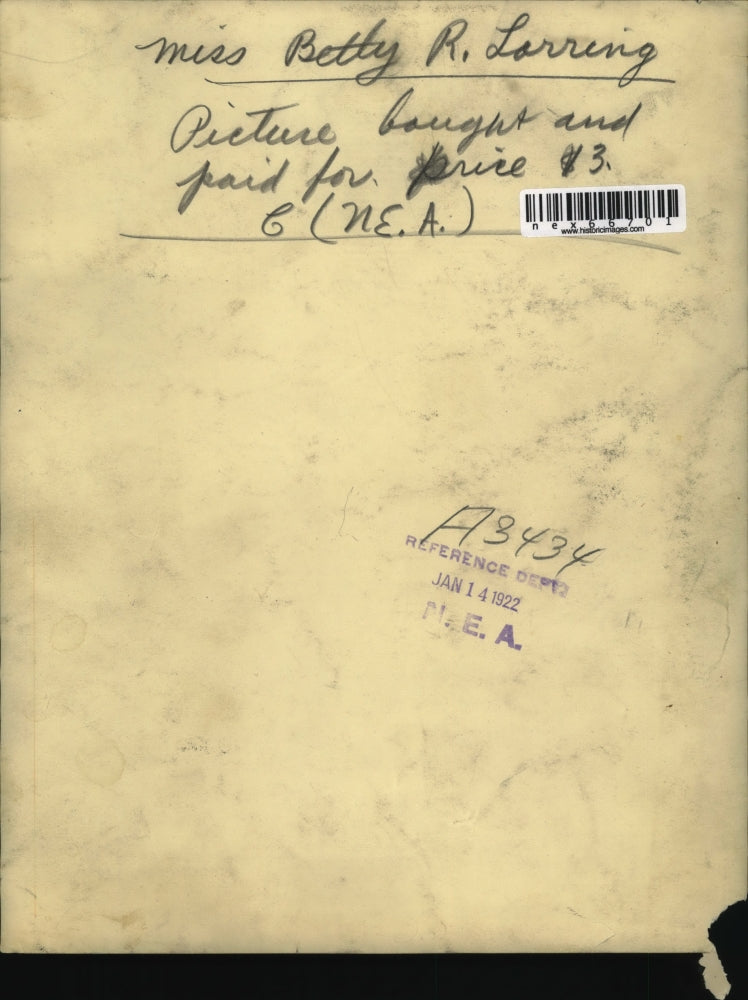 Miss Betty R. Lorring
Picture bought and
paid for. price $3.
C (N.E.A.)
nex66701
www.historicimages.com
A3434
REFERENCE DEPT.
JAN 14 1922
N. E. A.